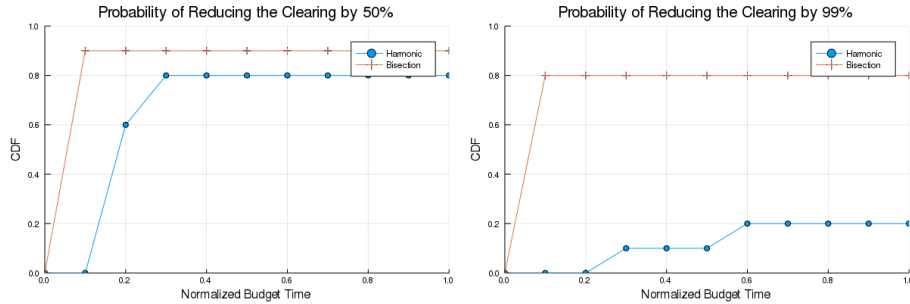 Probability of Reducing the Clearing by 50%
1.0
0.8
0.6
0.4
0.2
0.0
CDF
Harmonic
Bisection
0.0 0.2 0.4 0.6 0.8 1.0
Normalized Budget Time
Probability of Reducing the Clearing by 99%
1.0
0.8
0.6
0.4
0.2
0.0
CDF
Harmonic
Bisection
0.0 0.2 0.4 0.6 0.8 1.0
Normalized Budget Time